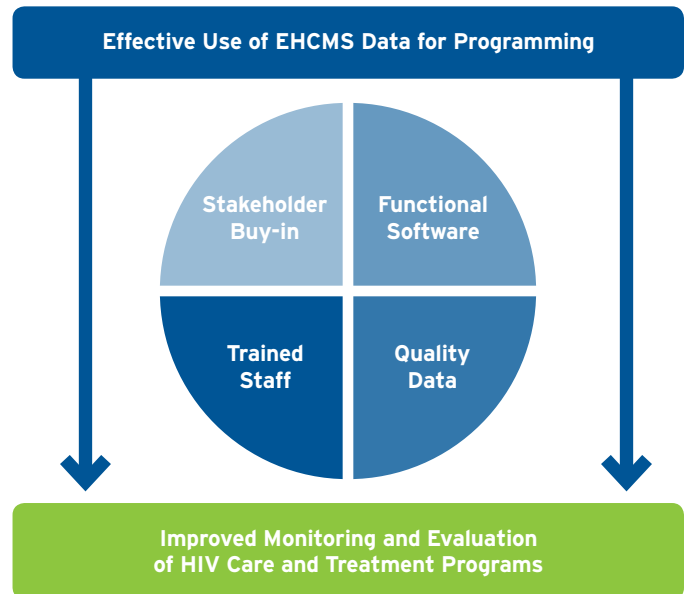 Effective Use of EHCMS Data for Programming
Stakeholder
Buy-in
Functional
Software
Trained
Staff
Quality
Data
Improved Monitoring and Evaluation
of HIV Care and Treatment Programs